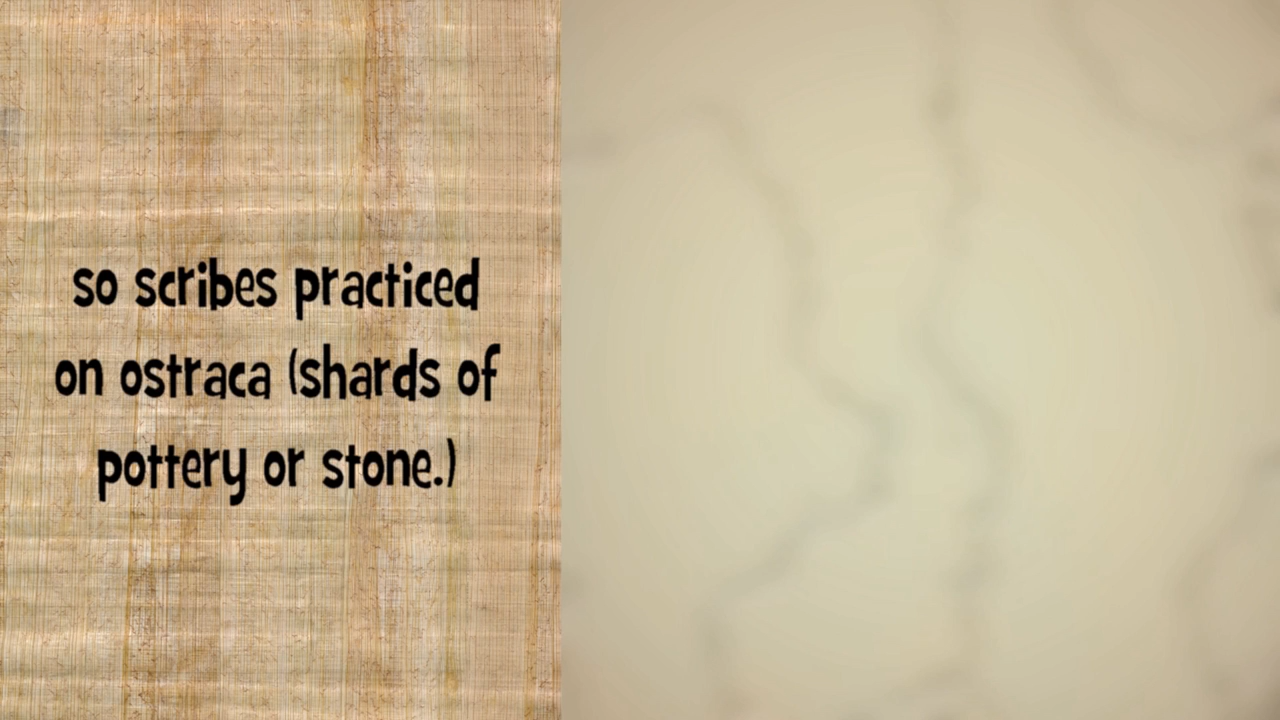 so scribes practiced
on ostraca (shards of
pottery or stone.)